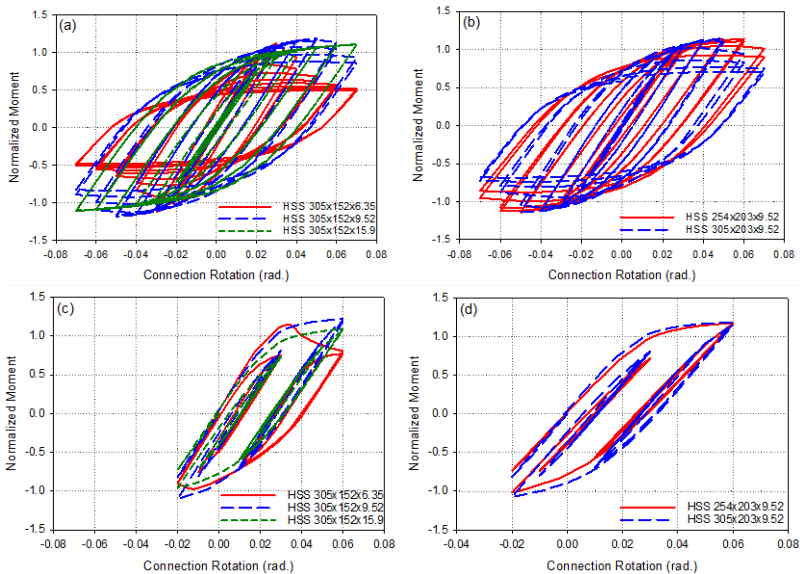 (a)
1.5
1.0
0.5
0.0
-0.5
-1.0
-1.5
Normalized Moment
HSS 305x152x6.35
HSS 305x152x9.52
HSS 305x152x15.9
-0.08 -0.06 -0.04 -0.02 0.00 0.02 0.04 0.06 0.08
Connection Rotation (rad.)
(b)
1.5
1.0
0.5
0.0
-0.5
-1.0
-1.5
Normalized Moment
HSS 254x203x9.52
HSS 305x203x9.52
-0.08 -0.06 -0.04 -0.02 0.00 0.02 0.04 0.06 0.08
Connection Rotation (rad.)
(c)
1.5
1.0
0.5
0.0
-0.5
-1.0
-1.5
Normalized Moment
HSS 305x152x6.35
HSS 305x152x9.52
HSS 305x152x15.9
-0.06 -0.04 -0.02 0.00 0.02 0.04 0.06 0.08
Connection Rotation (rad.)
(d)
1.5
1.0
0.5
0.0
-0.5
-1.0
-1.5
Normalized Moment
HSS 254x203x9.52
HSS 305x203x9.52
-0.04 -0.02 0.00 0.02 0.04 0.06 0.08
Connection Rotation (rad.)